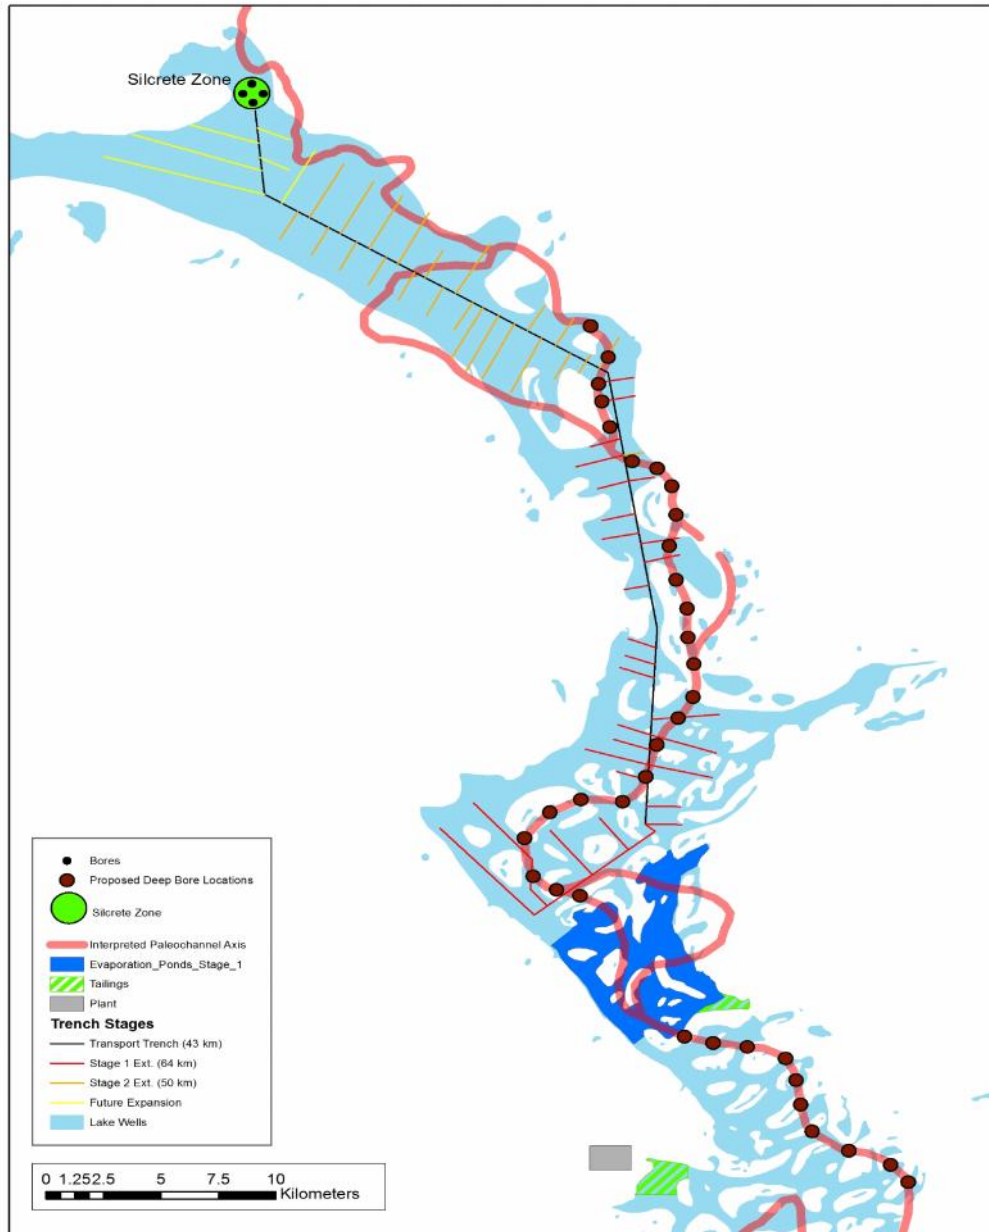 Silcrete Zone
Bores
Proposed Deep Bore Locations
Silcrete Zone
Interpreted Paleochannel Axis
Evaporation_Ponds_Stage_1
Tailings
Plant
Trench Stages
Transport Trench (43 km)
Stage 1 Ext. (64 km)
Stage 2 Ext. (50 km)
Future Expansion
Lake Wells
0 1.252.5 5 7.5 10
Kilometers